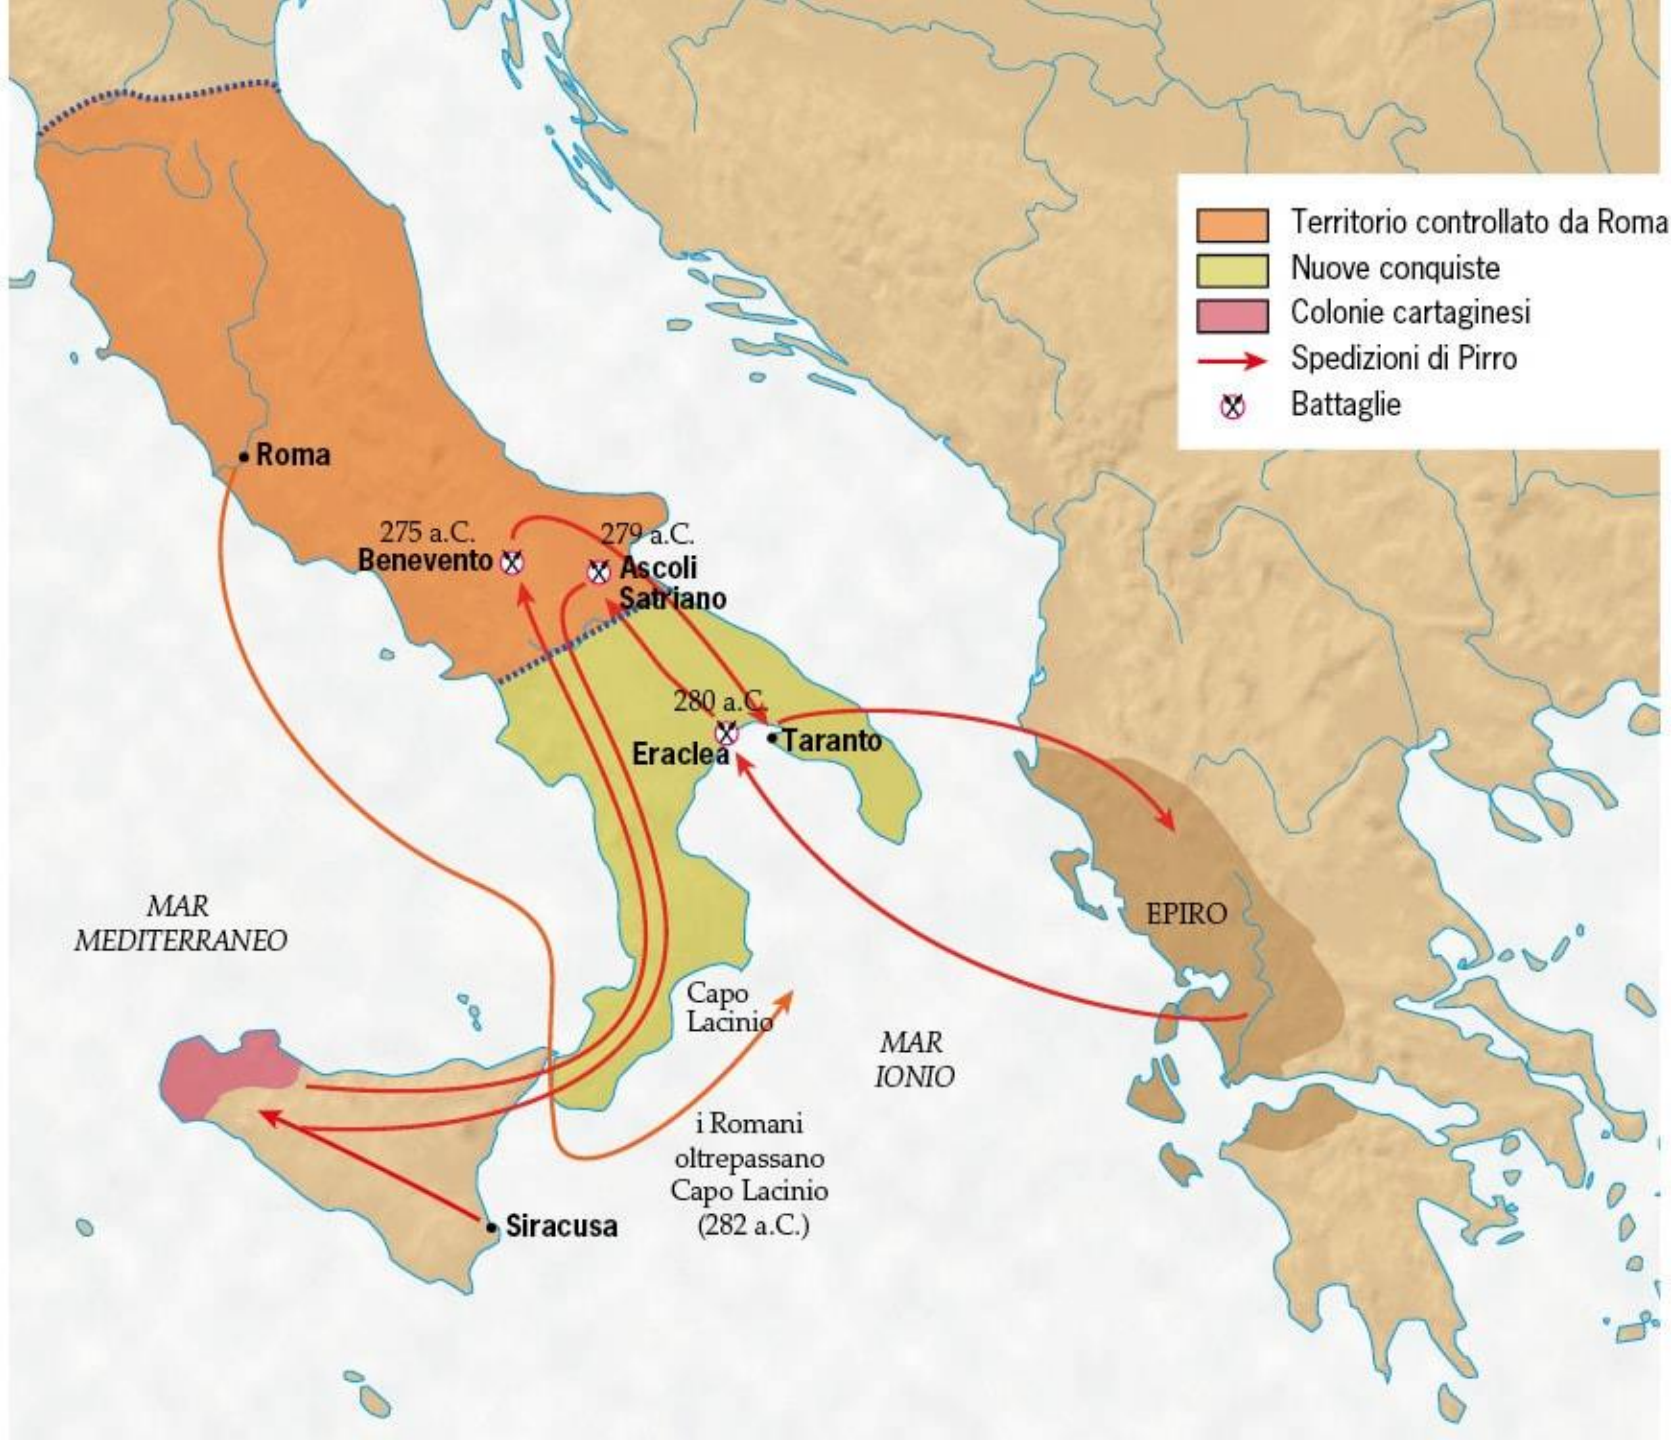 Territorio controllato da Roma
Nuove conquiste
Colonie cartaginesi
Spedizioni di Pirro
Battaglie
Roma
275 a.C.
Benevento
279 a.C.
Ascoli
Satriano
280 a.C.
Eraclea
Taranto
EPIRO
MAR
MEDITERRANEO
Capo
Lacinio
MAR
IONIO
i Romani
oltrepassano
Capo Lacinio
(282 a.C.)
Siracusa